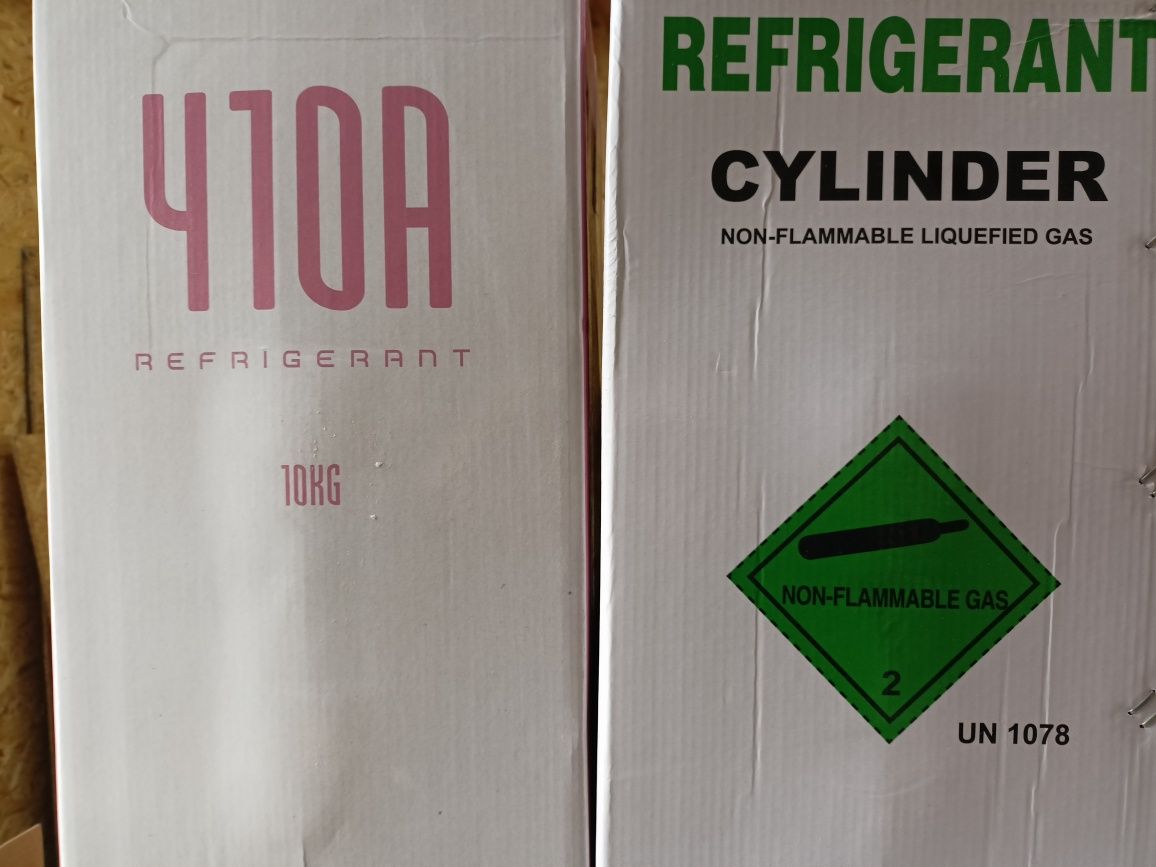 410A
REFRIGERANT
10KG
REFRIGERANT
CYLINDER
NON-FLAMMABLE LIQUEFIED GAS
NON-FLAMMABLE GAS
2
UN 1078